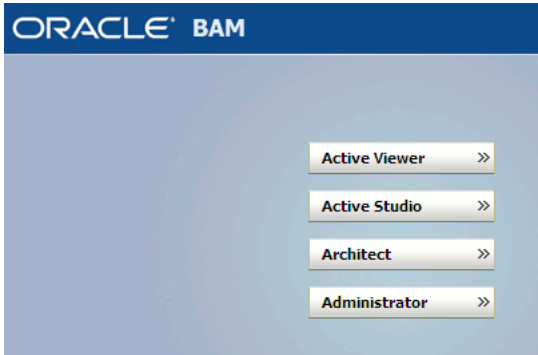 ORACLE® BAM
Active Viewer »
Active Studio »
Architect »
Administrator »